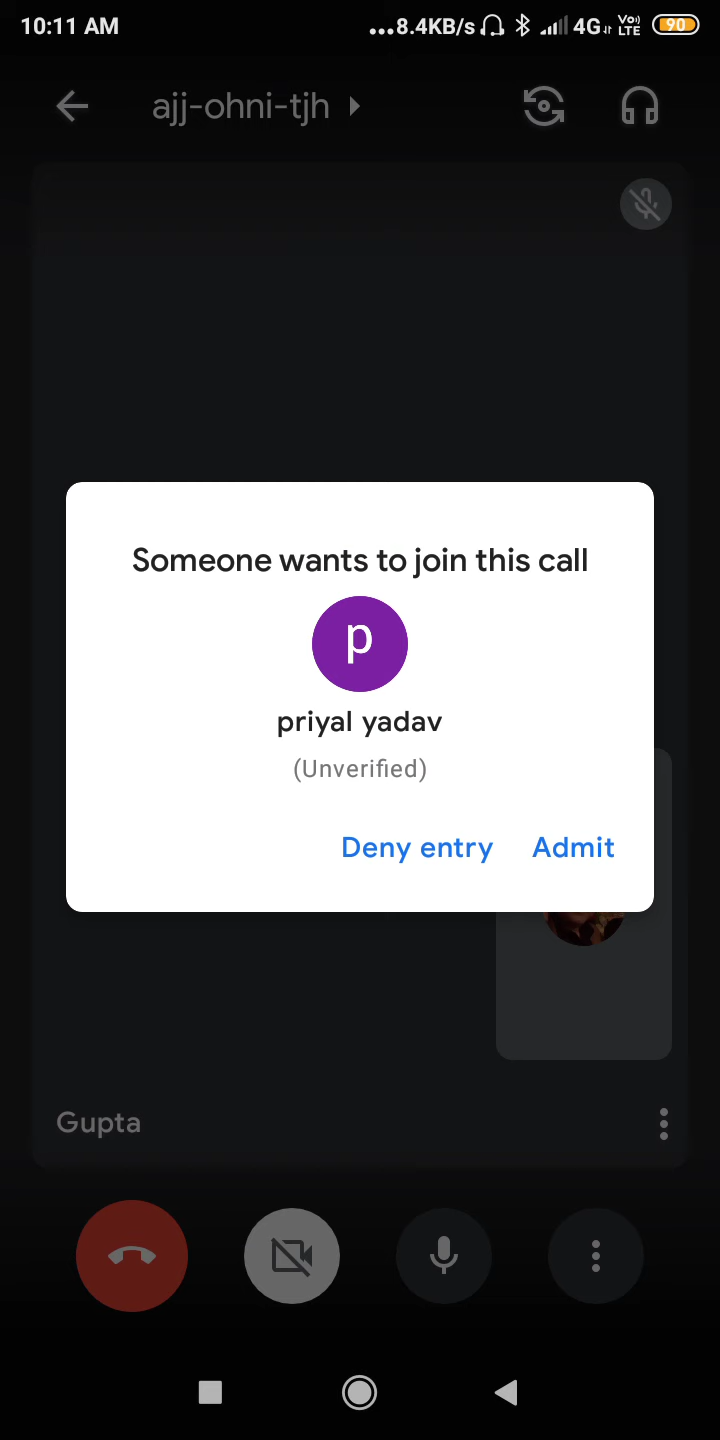 10:11 AM ...8.4KB/s 4G Vo) LTE 90
ajj-ohni-tjh
Someone wants to join this call
p
priyal yadav
(Unverified)
Deny entry Admit
Gupta